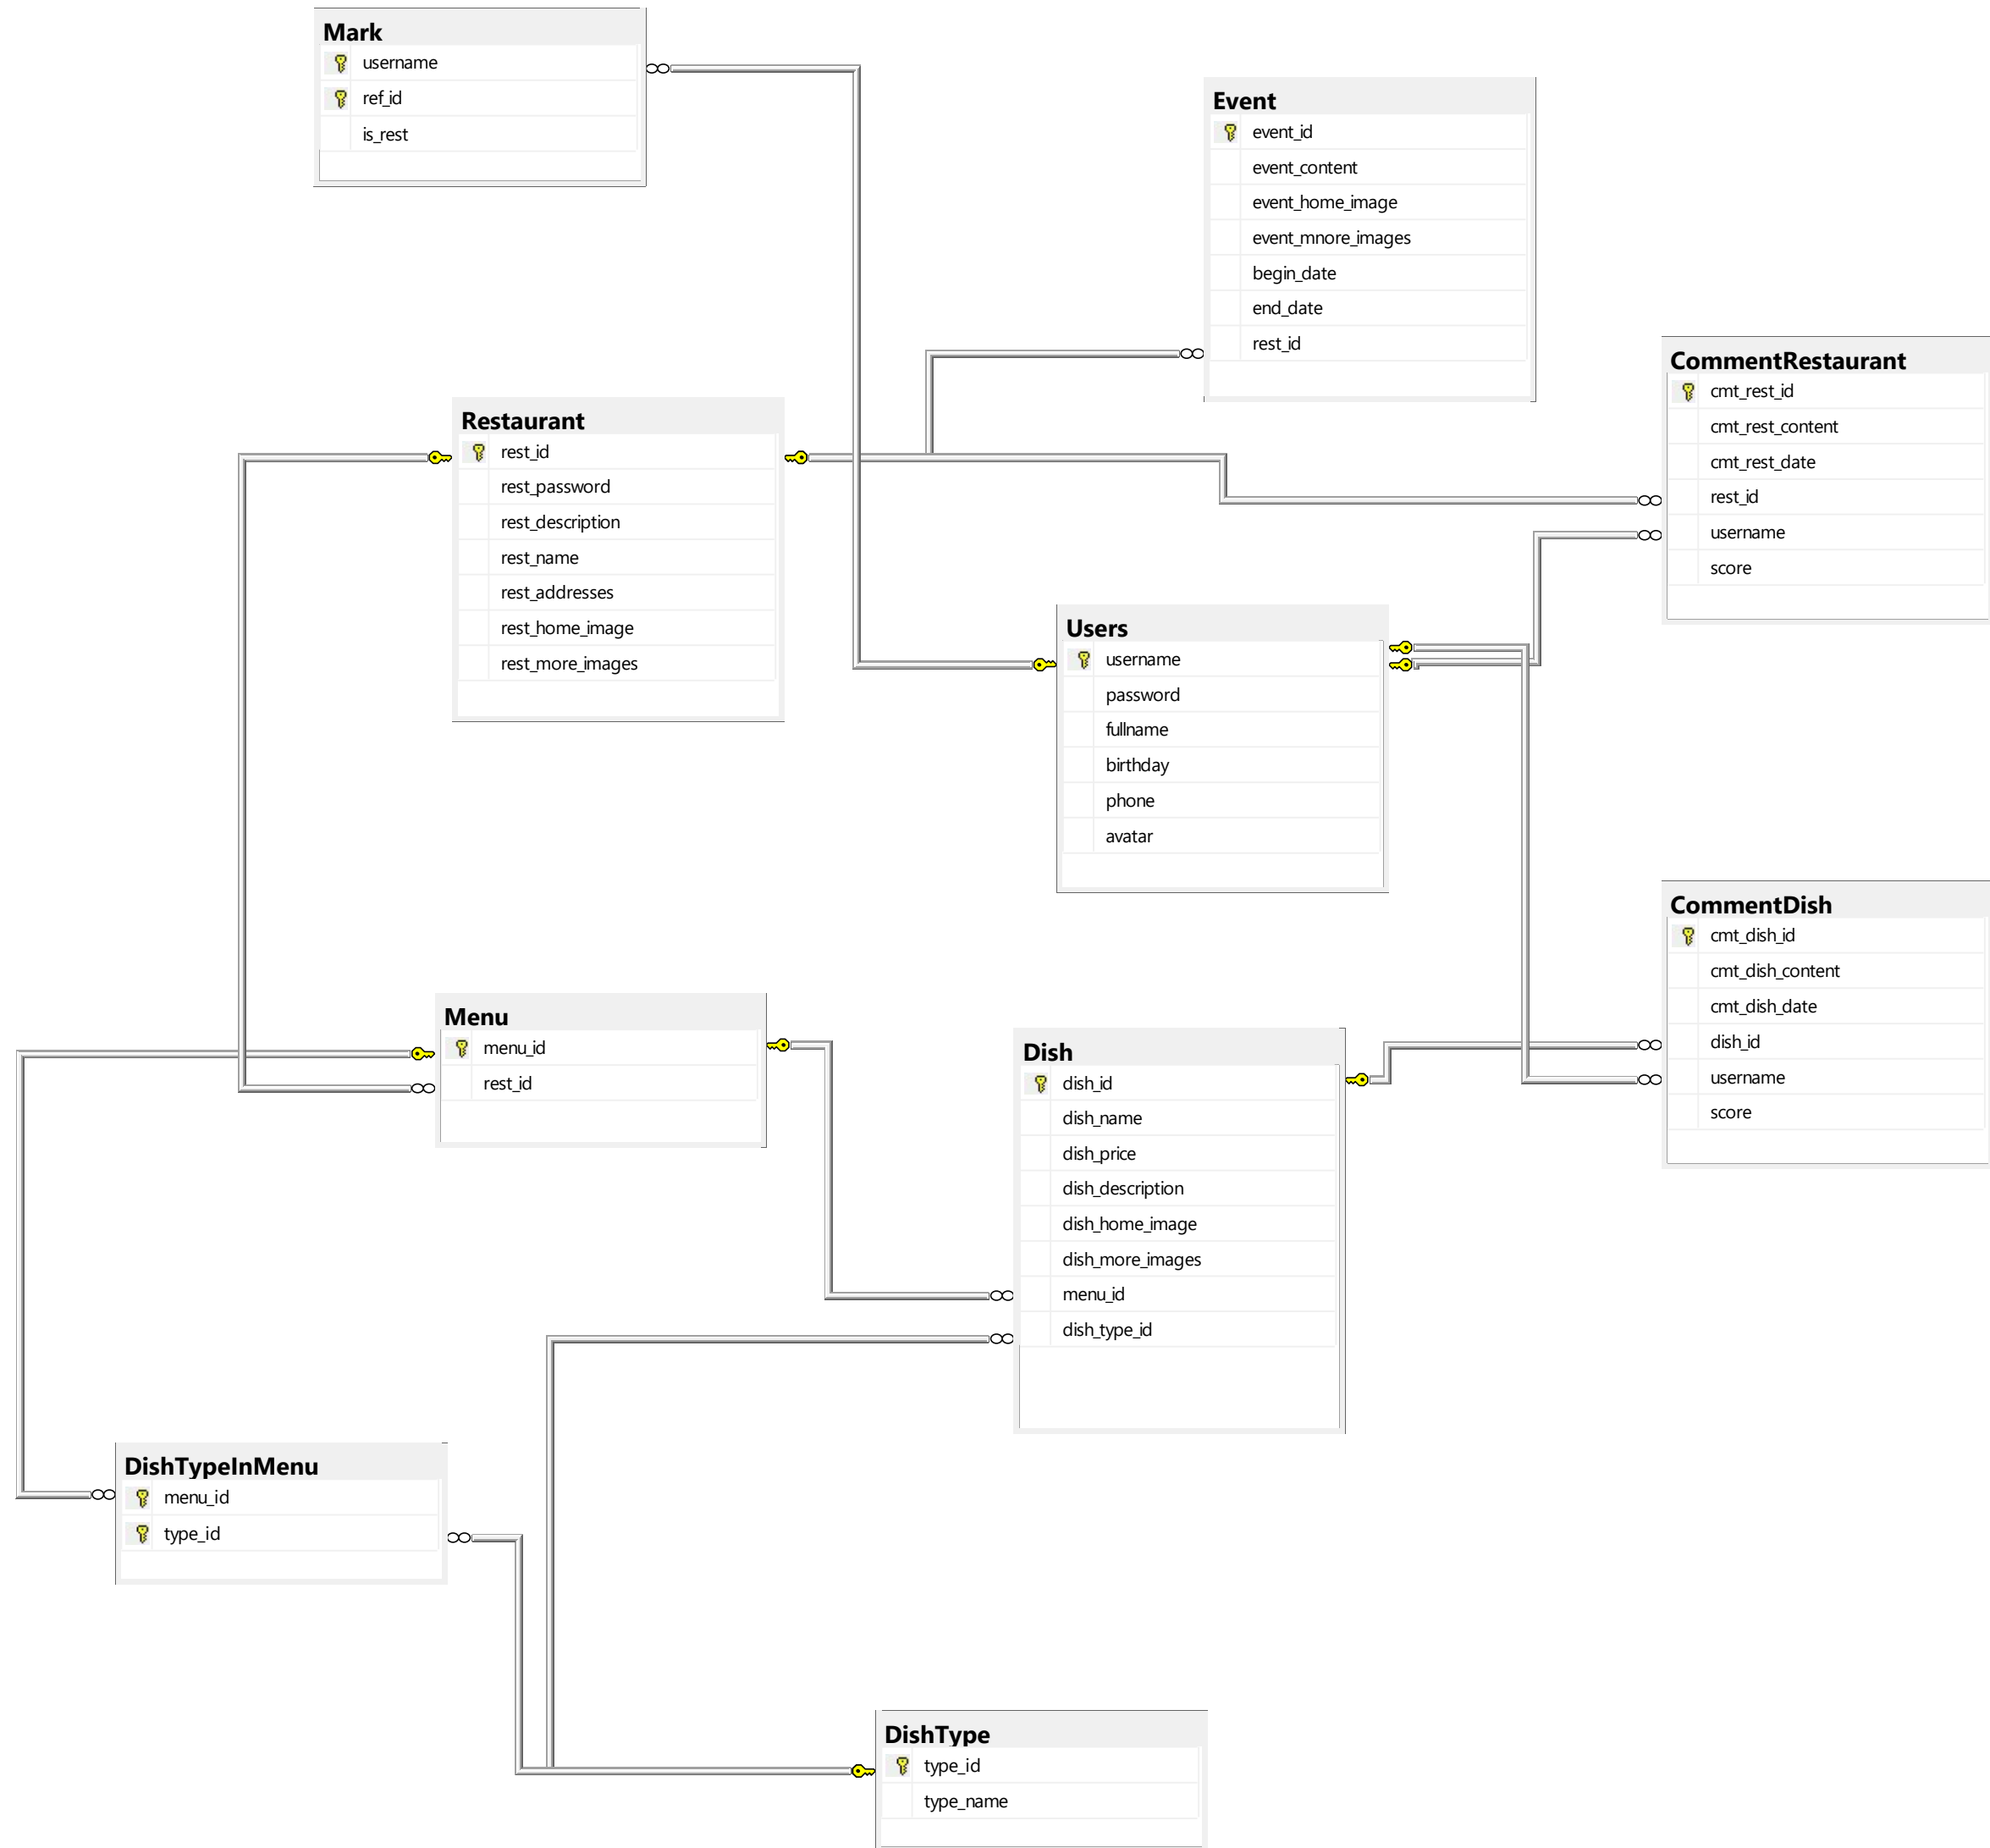 Mark
username
ref_id
is_rest
Event
event_id
event_content
event_home_image
event_mnore_images
begin_date
end_date
rest_id
CommentRestaurant
cmt_rest_id
cmt_rest_content
cmt_rest_date
rest_id
username
score
Restaurant
rest_id
rest_password
rest_description
rest_name
rest_addresses
rest_home_image
rest_more_images
Users
username
password
fullname
birthday
phone
avatar
CommentDish
cmt_dish_id
cmt_dish_content
cmt_dish_date
dish_id
username
score
Menu
menu_id
rest_id
Dish
dish_id
dish_name
dish_price
dish_description
dish_home_image
dish_more_images
menu_id
dish_type_id
DishTypeInMenu
menu_id
type_id
DishType
type_id
type_name